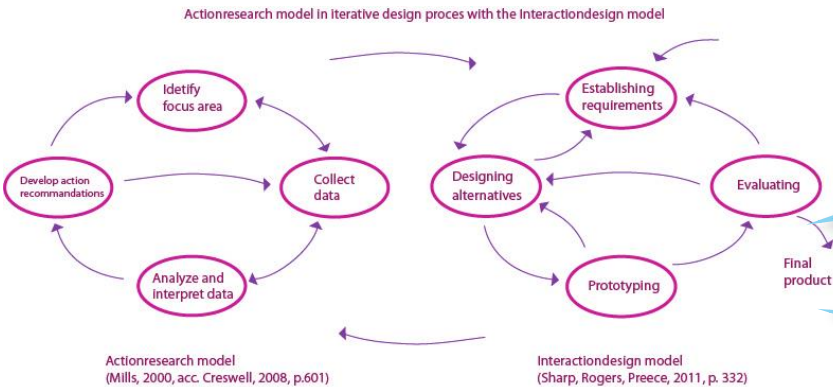 Actionresearch model in iterative design proces with the Interactiondesign model
Idetify
focus area
Develop action
recommandations
Collect
data
Analyze and
interpret data
Establishing
requirements
Designing
alternatives
Evaluating
Prototyping
Final
product
Actionresearch model
(Mills, 2000, acc. Creswell, 2008, p.601)
Interactiondesign model
(Sharp, Rogers, Preece, 2011, p. 332)